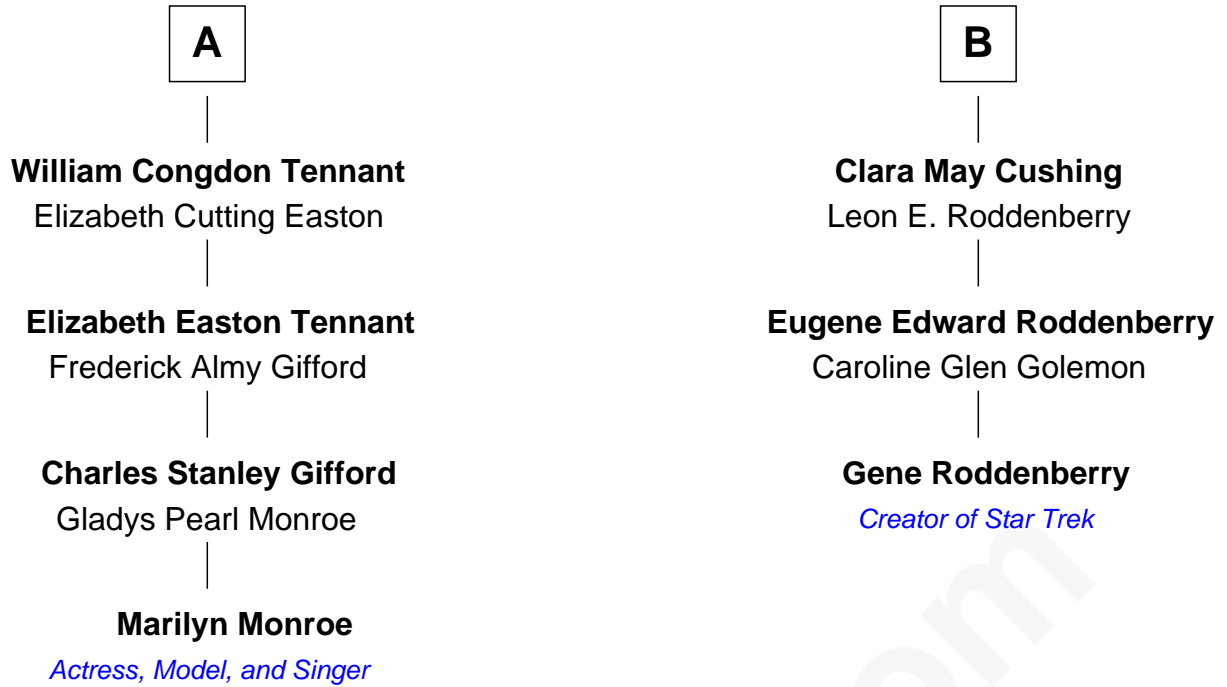 A
William Congdon Tennant
Elizabeth Cutting Easton
Elizabeth Easton Tennant
Frederick Almy Gifford
Charles Stanley Gifford
Gladys Pearl Monroe
Marilyn Monroe
Actress, Model, and Singer
B
Clara May Cushing
Leon E. Roddenberry
Eugene Edward Roddenberry
Caroline Glen Golemon
Gene Roddenberry
Creator of Star Trek
om